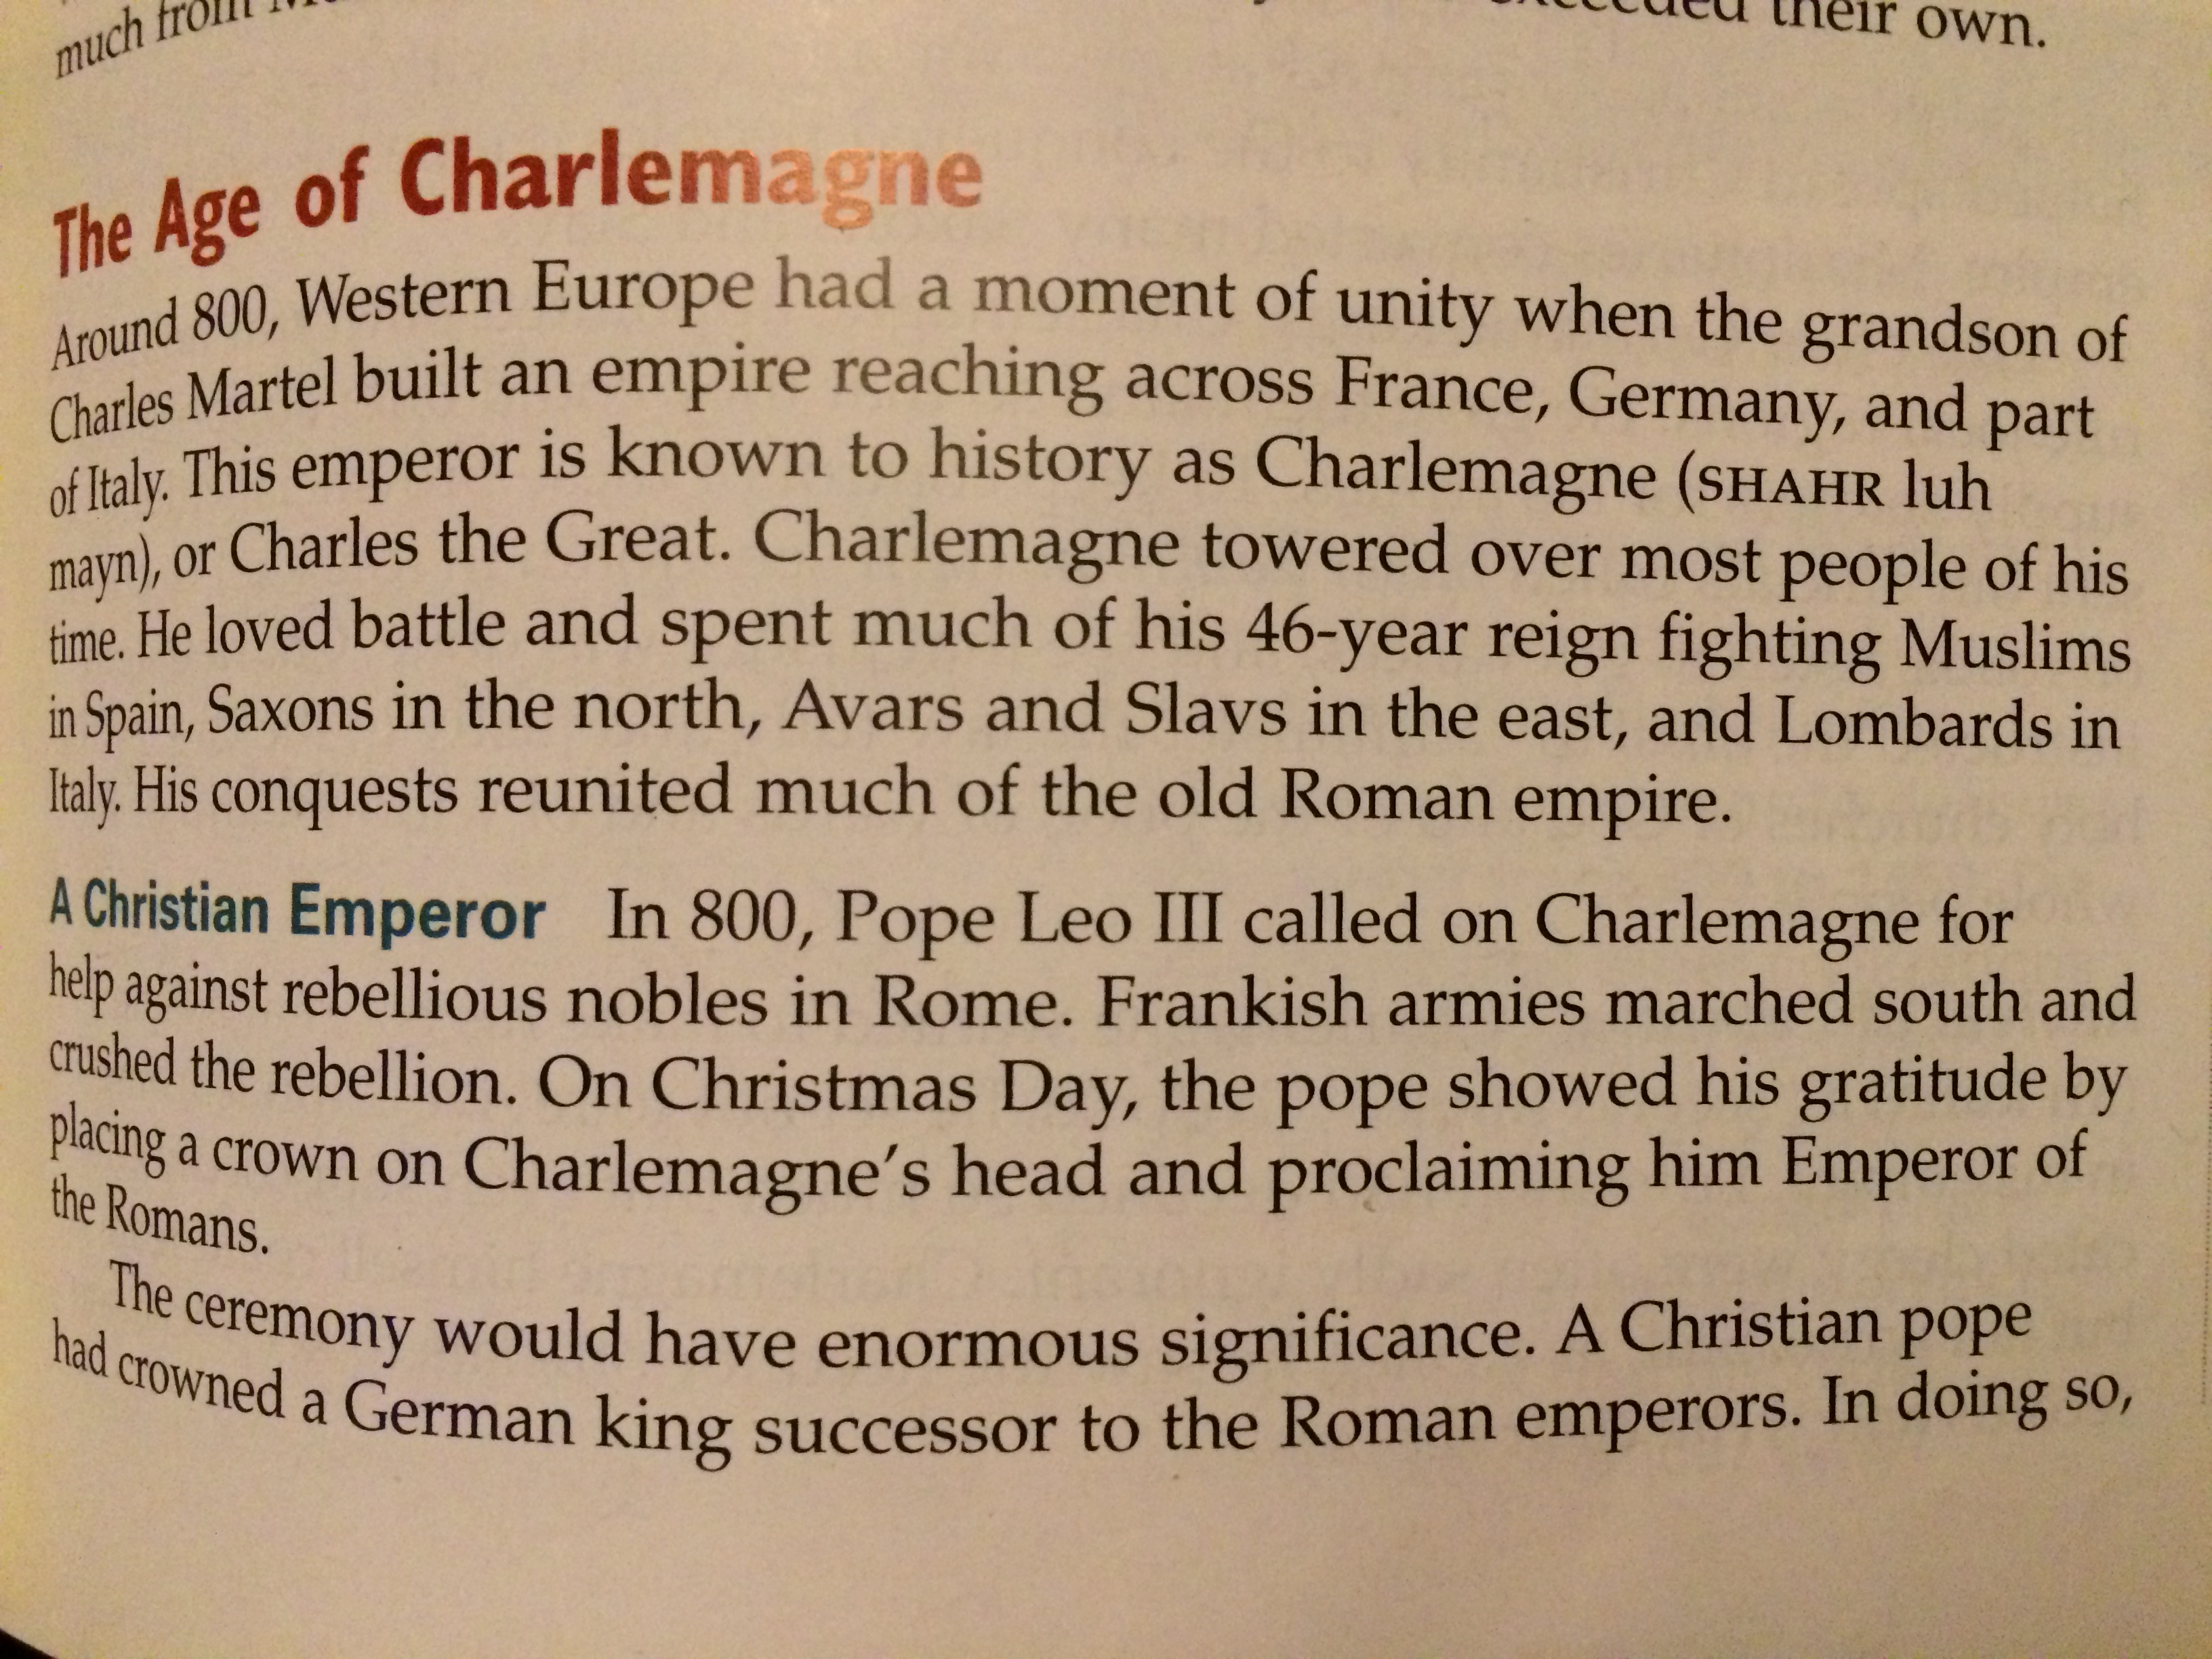 much from
their own.
The Age of Charlemagne
Around 800, Western Europe had a moment of unity when the grandson of
Charles Martel built an empire reaching across France, Germany, and part
of Italy. This emperor is known to history as Charlemagne (SHAHR luh
mayn), or Charles the Great. Charlemagne towered over most people of his
time. He loved battle and spent much of his 46-year reign fighting Muslims
in Spain, Saxons in the north, Avars and Slavs in the east, and Lombards in
Italy. His conquests reunited much of the old Roman empire.
A Christian Emperor In 800, Pope Leo III called on Charlemagne for
help against rebellious nobles in Rome. Frankish armies marched south and
crushed the rebellion. On Christmas Day, the pope showed his gratitude by
placing a crown on Charlemagne's head and proclaiming him Emperor of
the Romans.
The ceremony would have enormous significance. A Christian pope
had crowned a German king successor to the Roman emperors. In doing so,